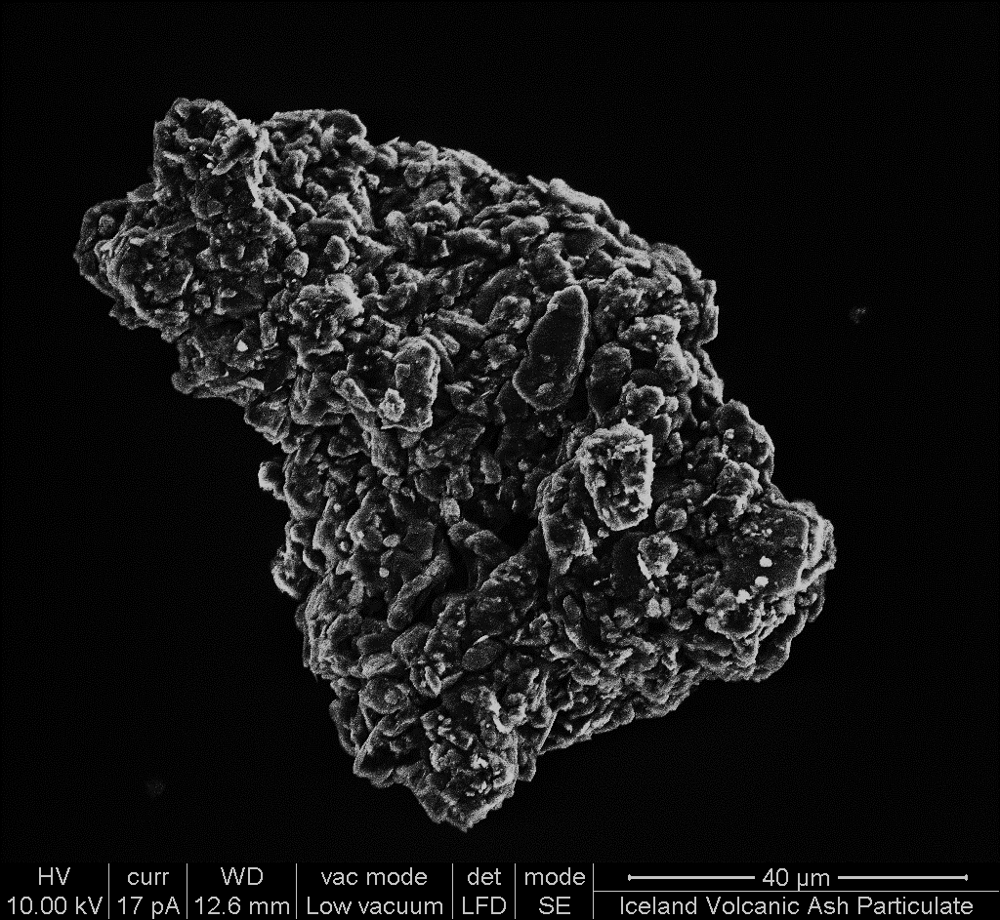 HV curr WD vac mode det mode 40 µm
10.00 kV 17 pA 12.6 mm Low vacuum LFD SE Iceland Volcanic Ash Particulate